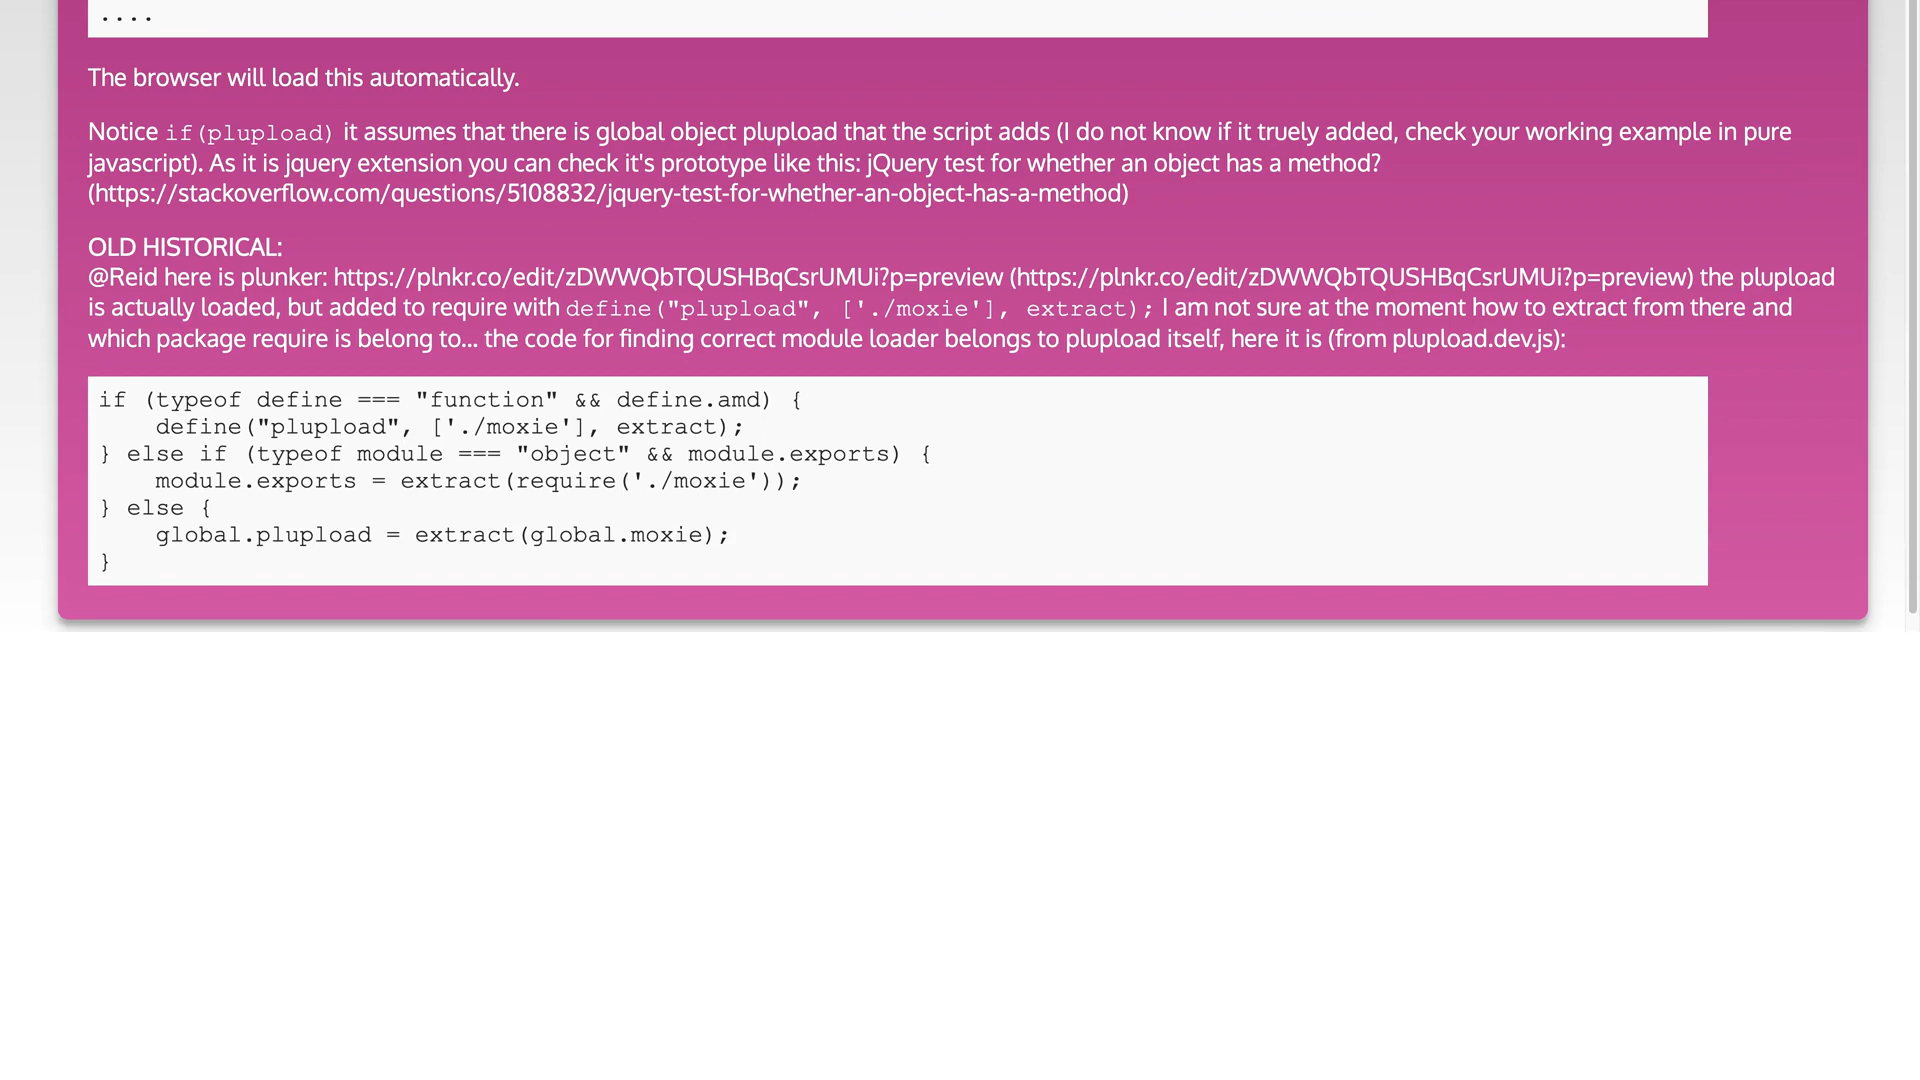 ....
The browser will load this automatically.
Notice if(plupload) it assumes that there is global object plupload that the script adds (I do not know if it truely added, check your working example in pure
javascript). As it is jquery extension you can check it's prototype like this: jQuery test for whether an object has a method?
(https://stackoverflow.com/questions/5108832/jquery-test-for-whether-an-object-has-a-method)
OLD HISTORICAL:
@Reid here is plunker: https://plnkr.co/edit/zDWWQbTQUSHBqCsrUMUi?p=preview (https://plnkr.co/edit/zDWWQbTQUSHBqCsrUMUi?p=preview) the plupload
is actually loaded, but added to require with define("plupload", ['./moxie'], extract); I am not sure at the moment how to extract from there and
which package require is belong to... the code for finding correct module loader belongs to plupload itself, here it is (from plupload.dev.js):
if (typeof define === "function" && define.amd) {
    define("plupload", ['./moxie'], extract);
} else if (typeof module === "object" && module.exports) {
    module.exports = extract(require('./moxie'));
} else {
    global.plupload = extract(global.moxie);
}